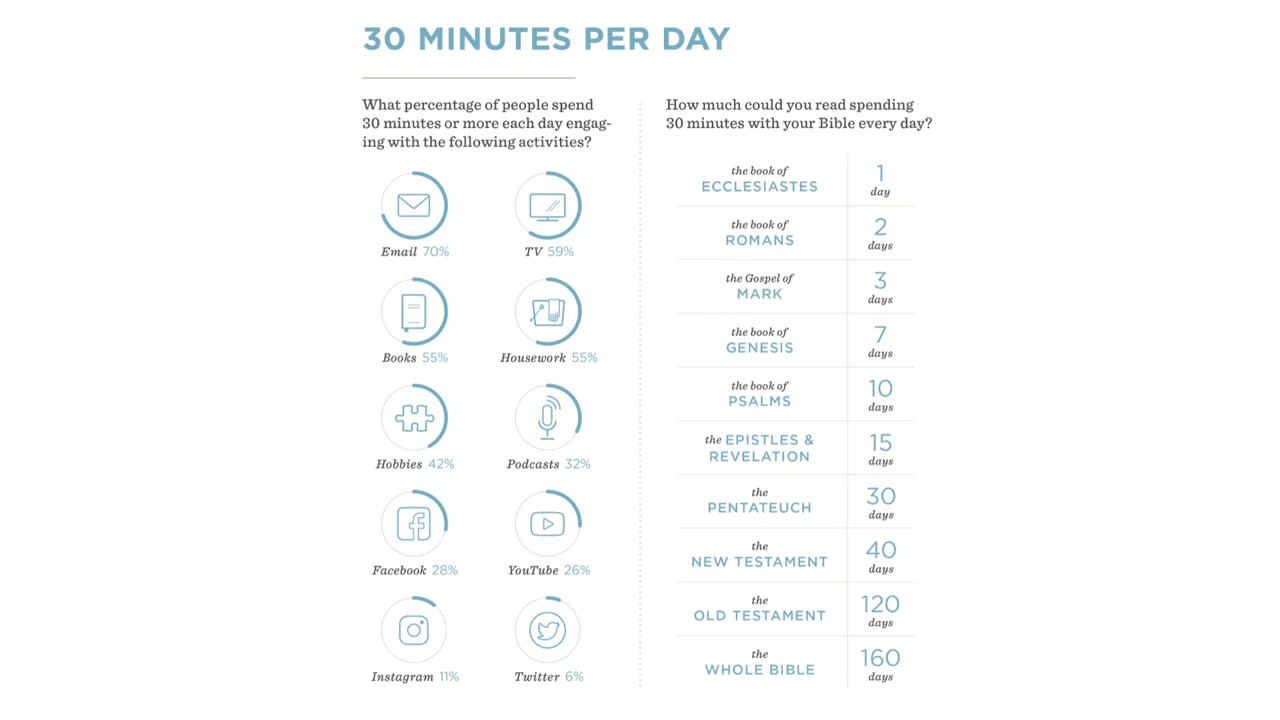 30 MINUTES PER DAY
What percentage of people spend
30 minutes or more each day engag-
ing with the following activities?
Email 70%
TV 59%
Books 55%
Housework 55%
Hobbies 42%
Podcasts 32%
Facebook 28%
YouTube 26%
Instagram 11%
Twitter 6%
How much could you read spending
30 minutes with your Bible every day?
the book of
ECCLESIASTES
1
day
the book of
ROMANS
2
days
the Gospel of
MARK
3
days
the book of
GENESIS
7
days
the book of
PSALMS
10
days
the EPISTLES &
REVELATION
15
days
the
PENTATEUCH
30
days
the
NEW TESTAMENT
40
days
the
OLD TESTAMENT
120
days
the
WHOLE BIBLE
160
days